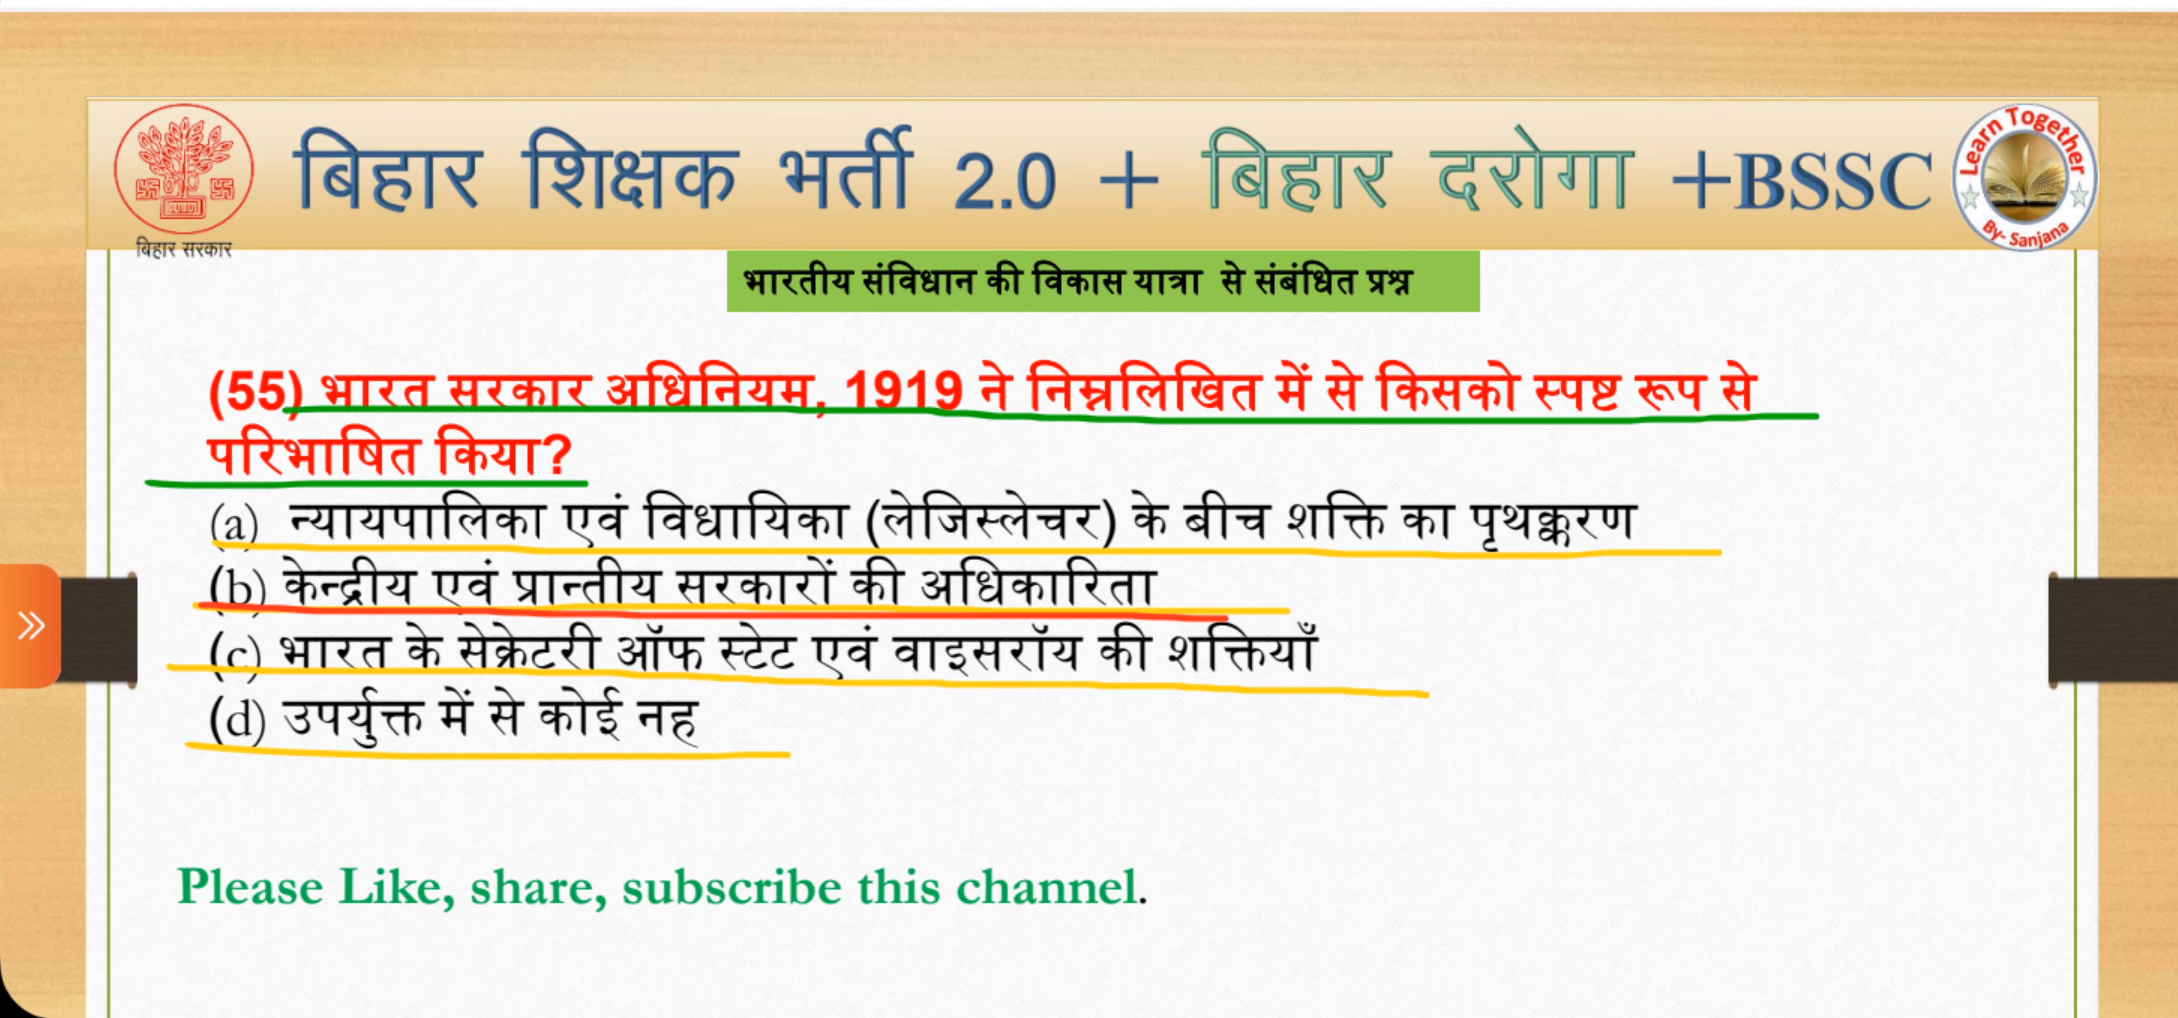 बिहार शिक्षक भर्ती 2.0 + बिहार दरोगा +BSSC
Learn Together
By- Sanjana
बिहार सरकार
भारतीय संविधान की विकास यात्रा से संबंधित प्रश्न
(55) भारत सरकार अधिनियम, 1919 ने निम्नलिखित में से किसको स्पष्ट रूप से
परिभाषित किया?
(a) न्यायपालिका एवं विधायिका (लेजिस्लेचर) के बीच शक्ति का पृथक्करण
(b) केन्द्रीय एवं प्रान्तीय सरकारों की अधिकारिता
(c) भारत के सेक्रेटरी ऑफ स्टेट एवं वाइसरॉय की शक्तियाँ
(d) उपर्युक्त में से कोई नह
Please Like, share, subscribe this channel.